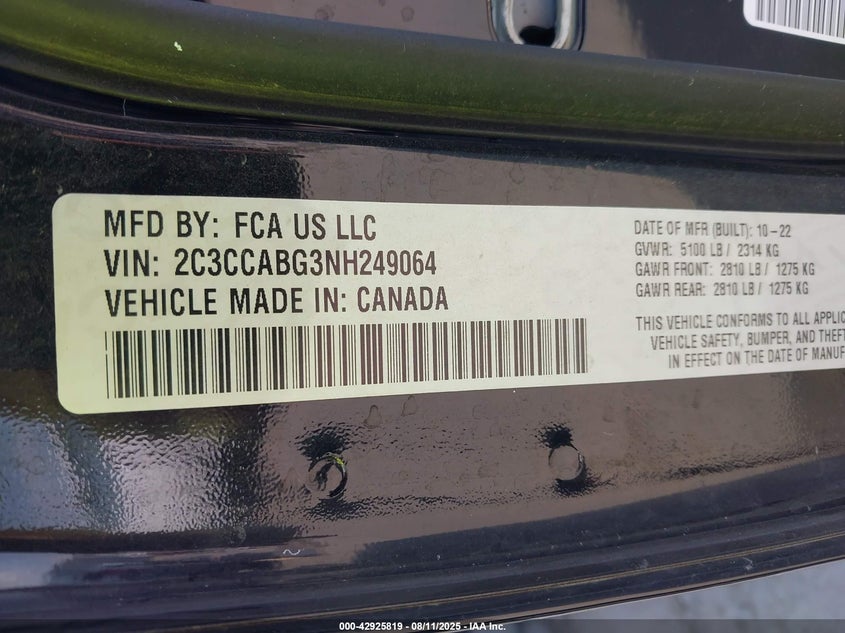 MFD BY: FCA US LLC
VIN: 2C3CCABG3NH249064
VEHICLE MADE IN: CANADA
DATE OF MFR (BUILT): 10-22
GVWR: 5100 LB / 2314 KG
GAWR FRONT: 2810 LB / 1275 KG
GAWR REAR: 2810 LB / 1275 KG
THIS VEHICLE CONFORMS TO ALL APPLIC
VEHICLE SAFETY, BUMPER, AND THEFT
IN EFFECT ON THE DATE OF MANUF
000-42925819 - 08/11/2025 - IAA Inc.